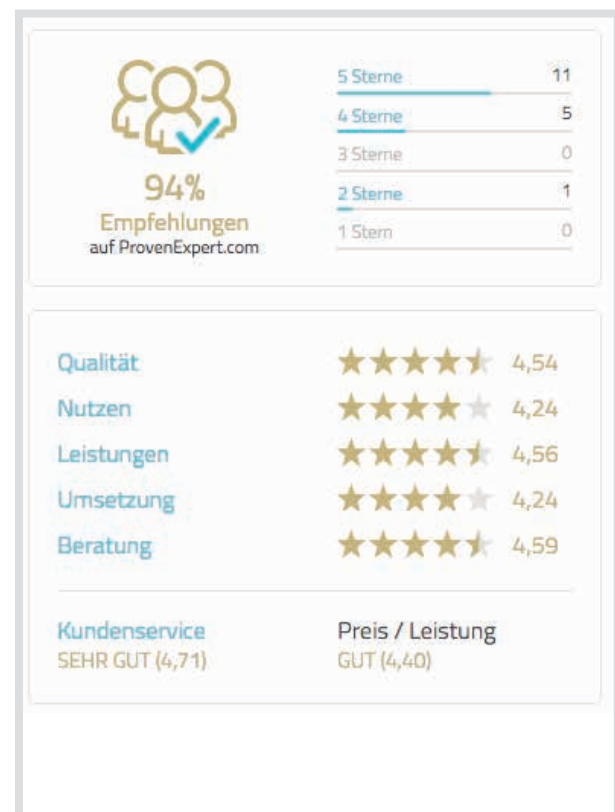 94%
Empfehlungen
auf ProvenExpert.com
5 Sterne 11
4 Sterne 5
3 Sterne 0
2 Sterne 1
1 Stern 0
Qualität 4,54
Nutzen 4,24
Leistungen 4,56
Umsetzung 4,24
Beratung 4,59
Kundenservice
SEHR GUT (4,71)
Preis / Leistung
GUT (4,40)